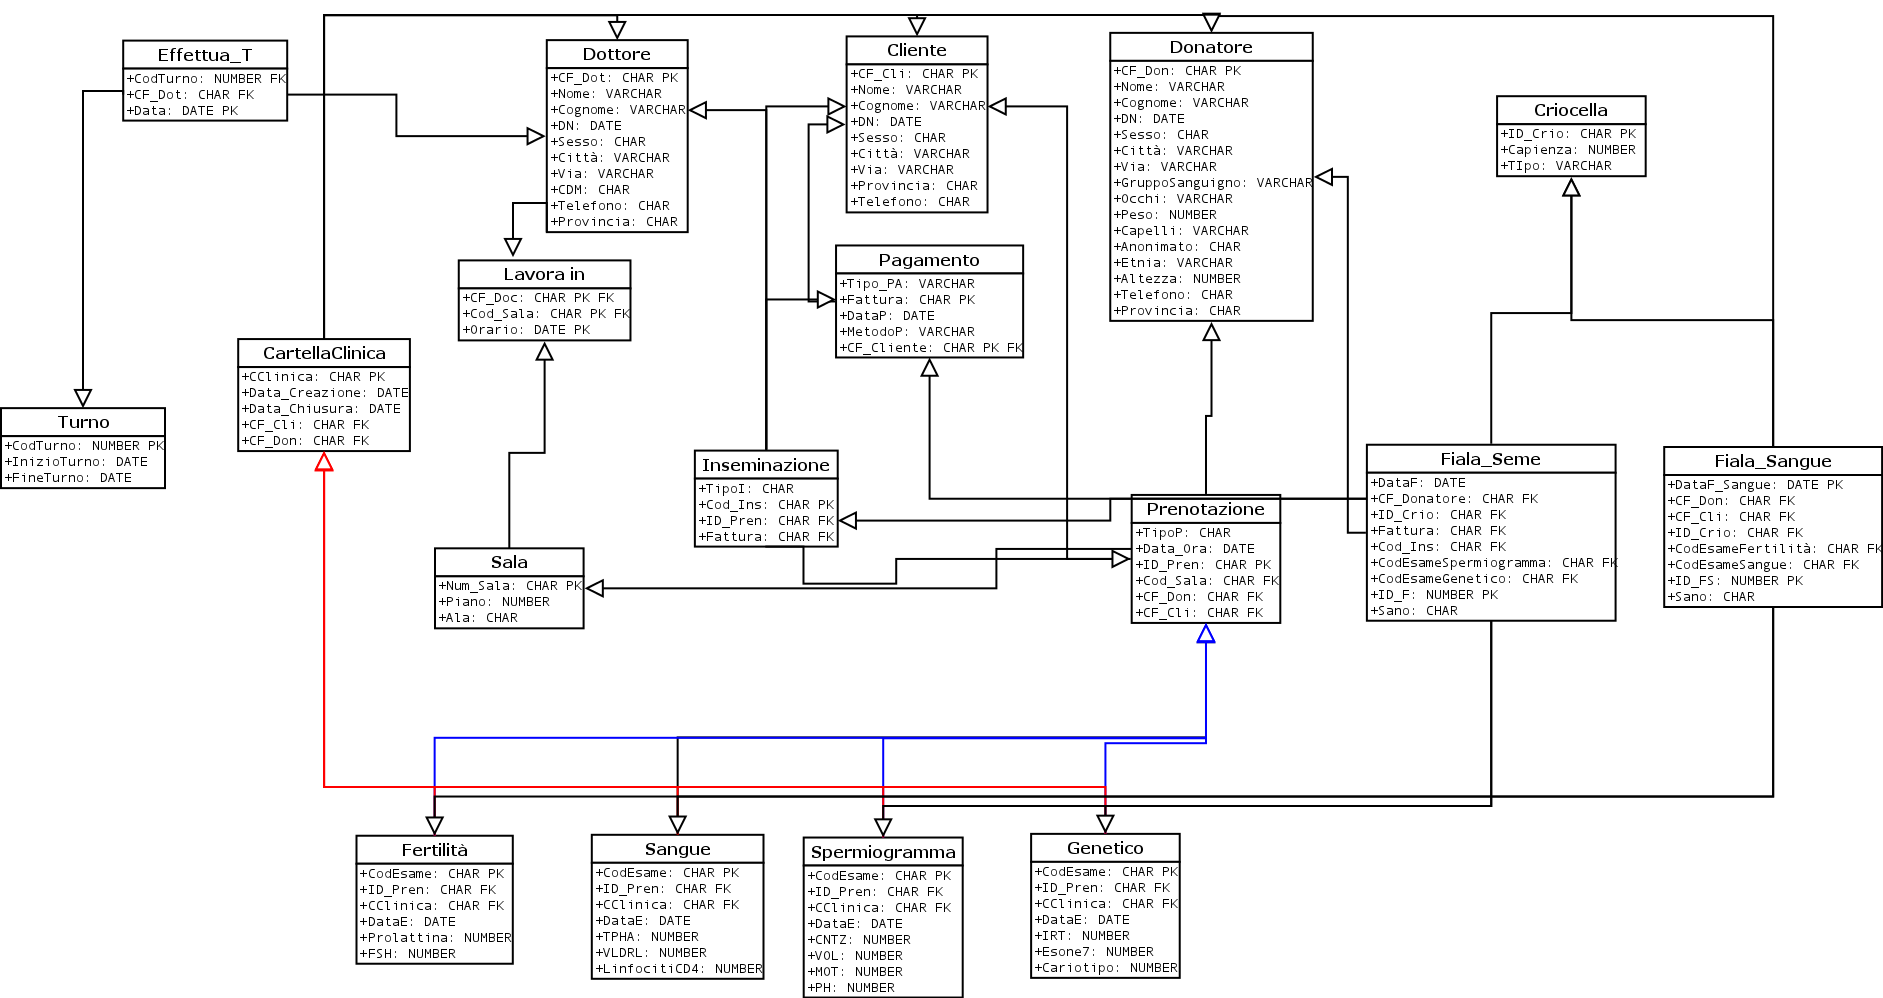 Effettua_T
+CodTurno: NUMBER FK
+CF_Dot: CHAR FK
+Data: DATE PK
Dottore
+CF_Dot: CHAR PK
+Nome: VARCHAR
+Cognome: VARCHAR
+DN: DATE
+Sesso: CHAR
+Città: VARCHAR
+Via: VARCHAR
+CDM: CHAR
+Telefono: CHAR
+Provincia: CHAR
Cliente
+CF_Cli: CHAR PK
+Nome: VARCHAR
+Cognome: VARCHAR
+DN: DATE
+Sesso: CHAR
+Città: VARCHAR
+Via: VARCHAR
+Provincia: CHAR
+Telefono: CHAR
Donatore
+CF_Don: CHAR PK
+Nome: VARCHAR
+Cognome: VARCHAR
+DN: DATE
+Sesso: CHAR
+Città: VARCHAR
+Via: VARCHAR
+GruppoSanguigno: VARCHAR
+Occhi: VARCHAR
+Peso: NUMBER
+Capelli: VARCHAR
+Anonimato: CHAR
+Etnia: VARCHAR
+Altezza: NUMBER
+Telefono: CHAR
+Provincia: CHAR
Criocella
+ID_Crio: CHAR PK
+Capienza: NUMBER
+TIpo: VARCHAR
Lavora in
+CF_Doc: CHAR PK FK
+Cod_Sala: CHAR PK FK
+Orario: DATE PK
Pagamento
+Tipo_PA: VARCHAR
+Fattura: CHAR PK
+DataP: DATE
+MetodoP: VARCHAR
+CF_Cliente: CHAR PK FK
CartellaClinica
+CClinica: CHAR PK
+Data_Creazione: DATE
+Data_Chiusura: DATE
+CF_Cli: CHAR FK
+CF_Don: CHAR FK
Turno
+CodTurno: NUMBER PK
+InizioTurno: DATE
+FineTurno: DATE
Inseminazione
+TipoI: CHAR
+Cod_Ins: CHAR PK
+ID_Pren: CHAR FK
+Fattura: CHAR FK
Prenotazione
+TipoP: CHAR
+Data_Ora: DATE
+ID_Pren: CHAR PK
+Cod_Sala: CHAR FK
+CF_Don: CHAR FK
+CF_Cli: CHAR FK
Fiala_Seme
+DataF: DATE
+CF_Donatore: CHAR FK
+ID_Crio: CHAR FK
+Fattura: CHAR FK
+Cod_Ins: CHAR FK
+CodEsameSpermiogramma: CHAR FK
+CodEsameGenetico: CHAR FK
+ID_F: NUMBER PK
+Sano: CHAR
Fiala_Sangue
+DataF_Sangue: DATE PK
+CF_Don: CHAR FK
+CF_Cli: CHAR FK
+ID_Crio: CHAR FK
+CodEsameFertilità: CHAR FK
+CodEsameSangue: CHAR FK
+ID_FS: NUMBER PK
+Sano: CHAR
Sala
+Num_Sala: CHAR PK
+Piano: NUMBER
+Ala: CHAR
Fertilità
+CodEsame: CHAR PK
+ID_Pren: CHAR FK
+CClinica: CHAR FK
+DataE: DATE
+Prolattina: NUMBER
+FSH: NUMBER
Sangue
+CodEsame: CHAR PK
+ID_Pren: CHAR FK
+CClinica: CHAR FK
+DataE: DATE
+TPHA: NUMBER
+VLDRL: NUMBER
+LinfocitiCD4: NUMBER
Spermiogramma
+CodEsame: CHAR PK
+ID_Pren: CHAR FK
+CClinica: CHAR FK
+DataE: DATE
+CNTZ: NUMBER
+VOL: NUMBER
+MOT: NUMBER
+PH: NUMBER
Genetico
+CodEsame: CHAR PK
+ID_Pren: CHAR FK
+CClinica: CHAR FK
+DataE: DATE
+IRT: NUMBER
+Esone7: NUMBER
+Cariotipo: NUMBER